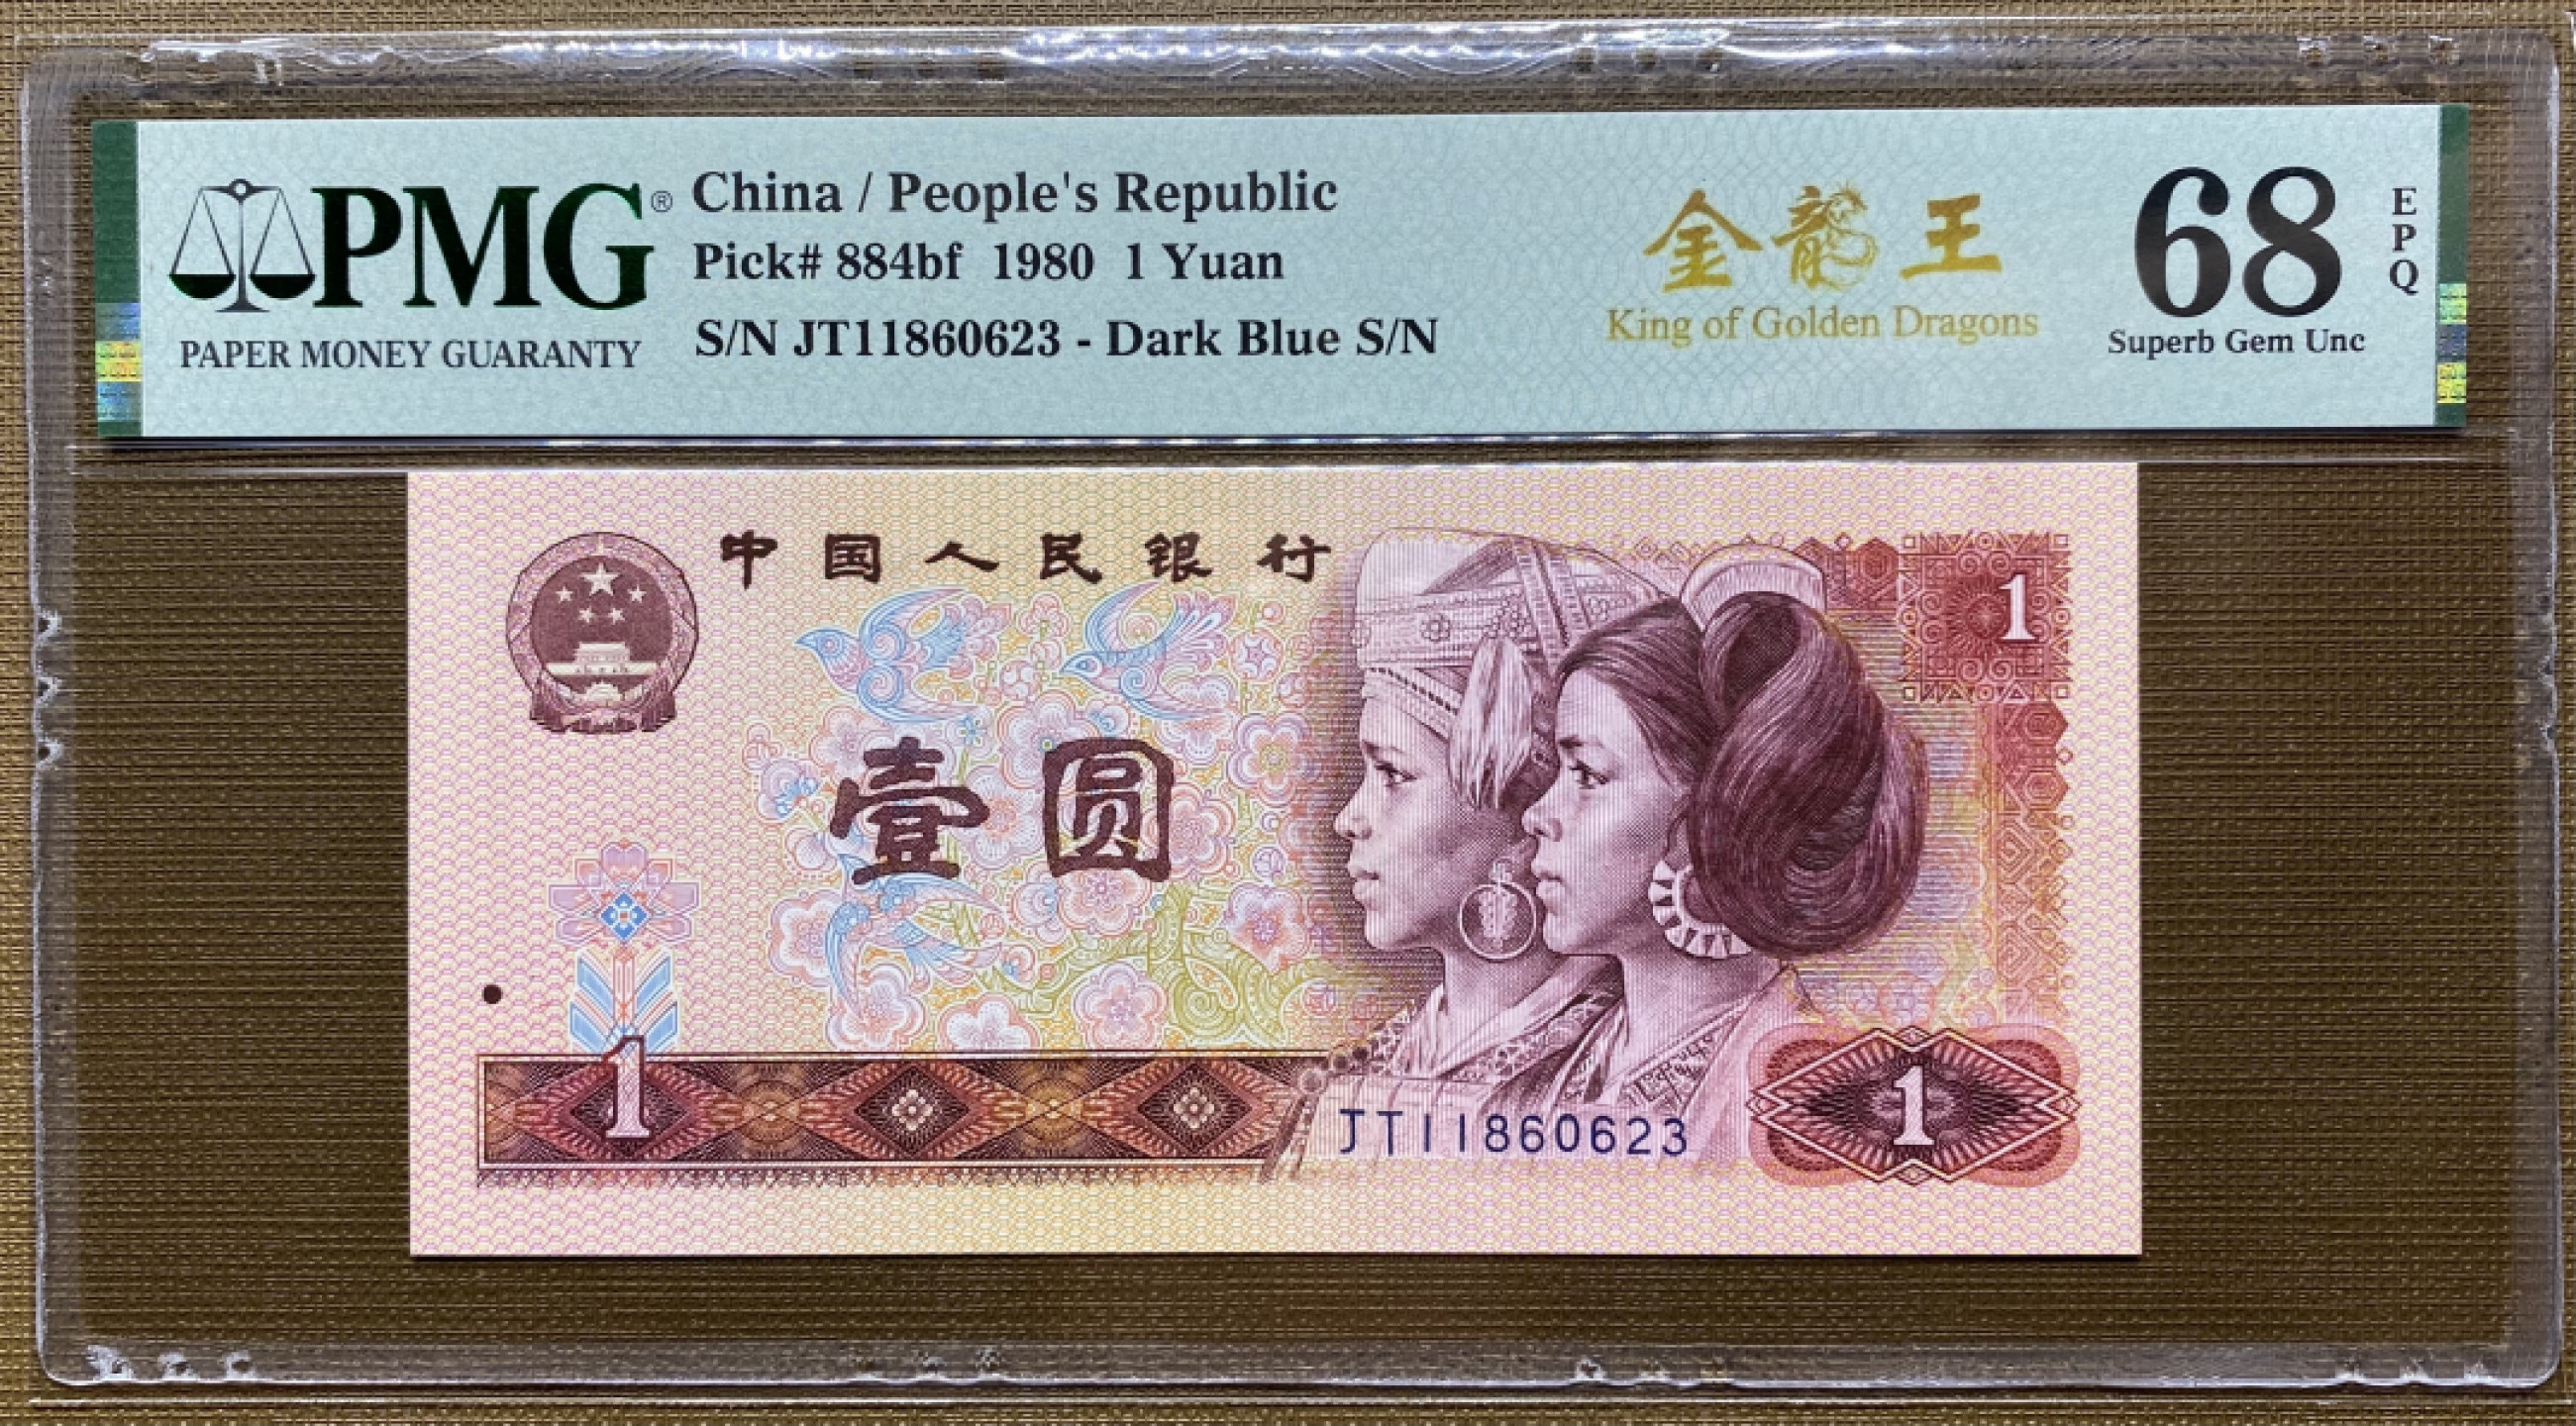 PMG®
PAPER MONEY GUARANTY
China / People's Republic
Pick# 884bf 1980 1 Yuan
S/N JT11860623 - Dark Blue S/N
金龍王
King of Golden Dragons
68
EPQ
Superb Gem Unc
中国人民银行
1
壹圆
1
JT11860623
1